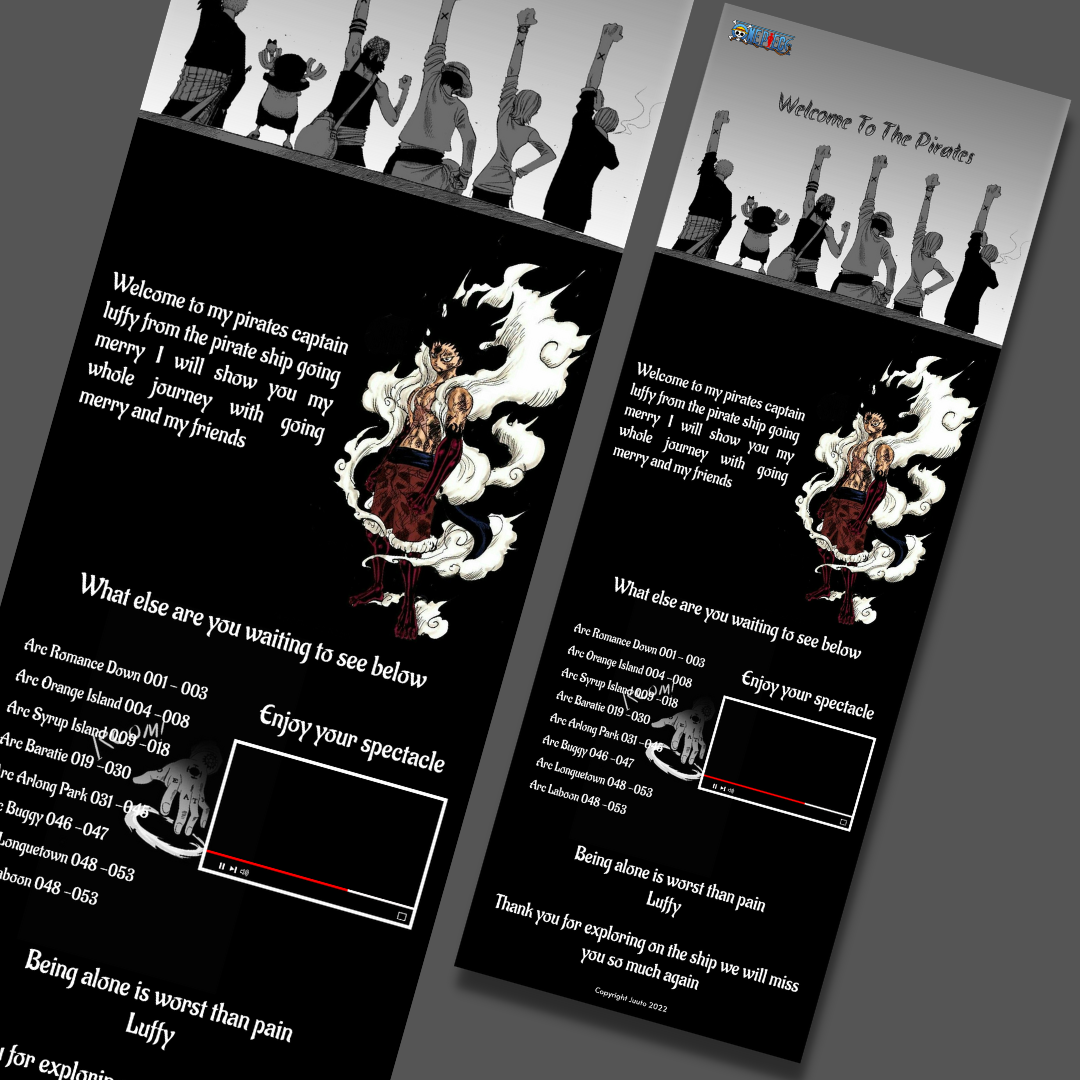 Welcome to my pirates captain
luffy from the pirate ship going
merry I will show you my
whole journey with going
merry and my friends
What else are you waiting to see below
Arc Romance Down 001 – 003
Arc Orange Island 004 –008
Arc Syrup Island 009 –018
Arc Baratie 019 –030
Arc Arlong Park 031 –045
Buggy 046 –047
Longuetown 048 –053
048 –053
ROOM!
Enjoy your spectacle
Being alone is worst than pain
Luffy
for exploring
ONE PIECE
Welcome To The Pirates
Welcome to my pirates captain
luffy from the pirate ship going
merry I will show you my
whole journey with going
merry and my friends
What else are you waiting to see below
Arc Romance Down 001 – 003
Arc Orange Island 004 –008
Arc Syrup Island 009 –018
Arc Baratie 019 –030
Arc Arlong Park 031 –045
Arc Buggy 046 –047
Arc Longuetown 048 –053
Arc Laboon 048 –053
ROOM!
Enjoy your spectacle
Being alone is worst than pain
Luffy
Thank you for exploring on the ship we will miss
you so much again
Copyright Juuto 2022